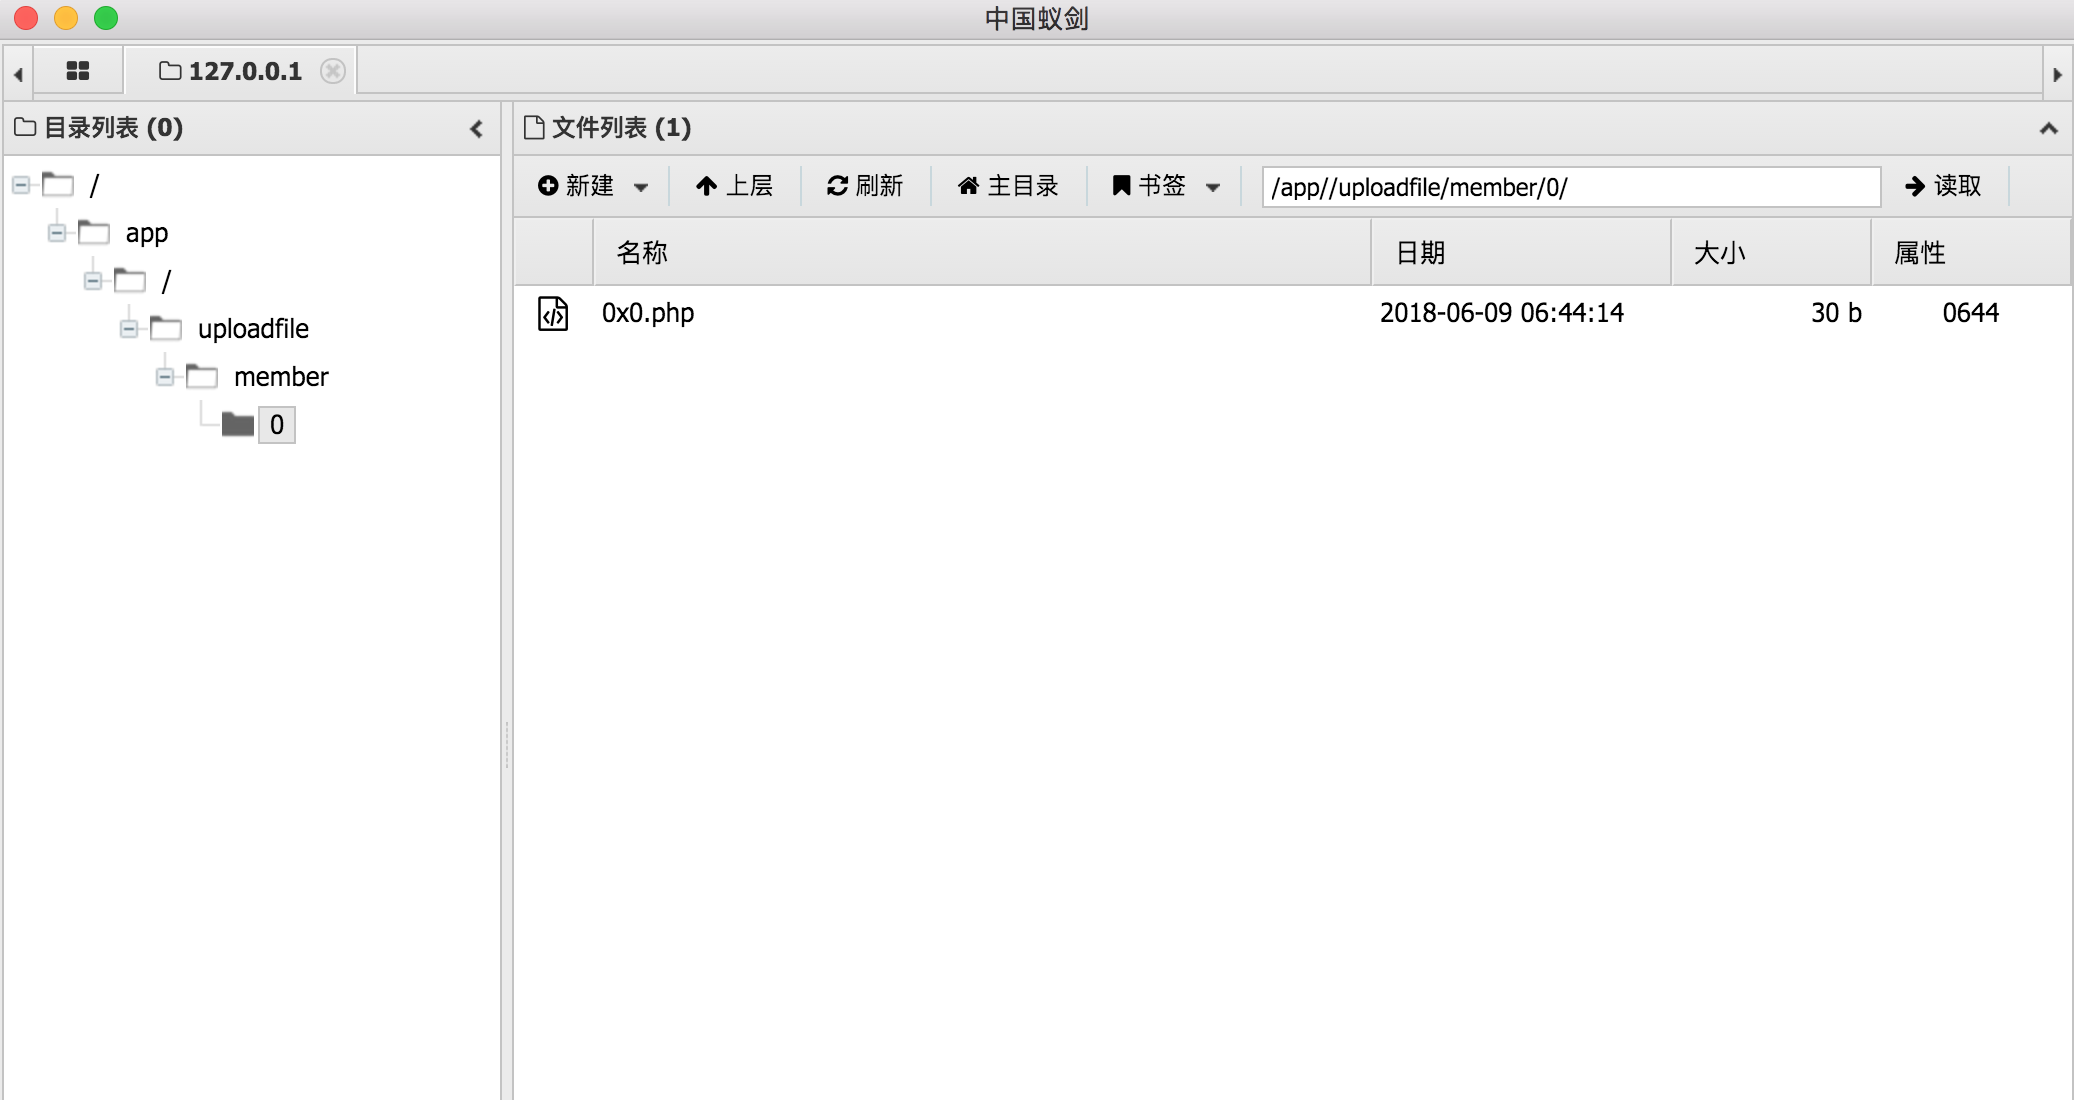 中国蚁剑
127.0.0.1
目录列表 (0)
/
app
/
uploadfile
member
0
文件列表 (1)
新建 上层 刷新 主目录 书签 /app//uploadfile/member/0/ 读取
名称 日期 大小 属性
0x0.php 2018-06-09 06:44:14 30 b 0644